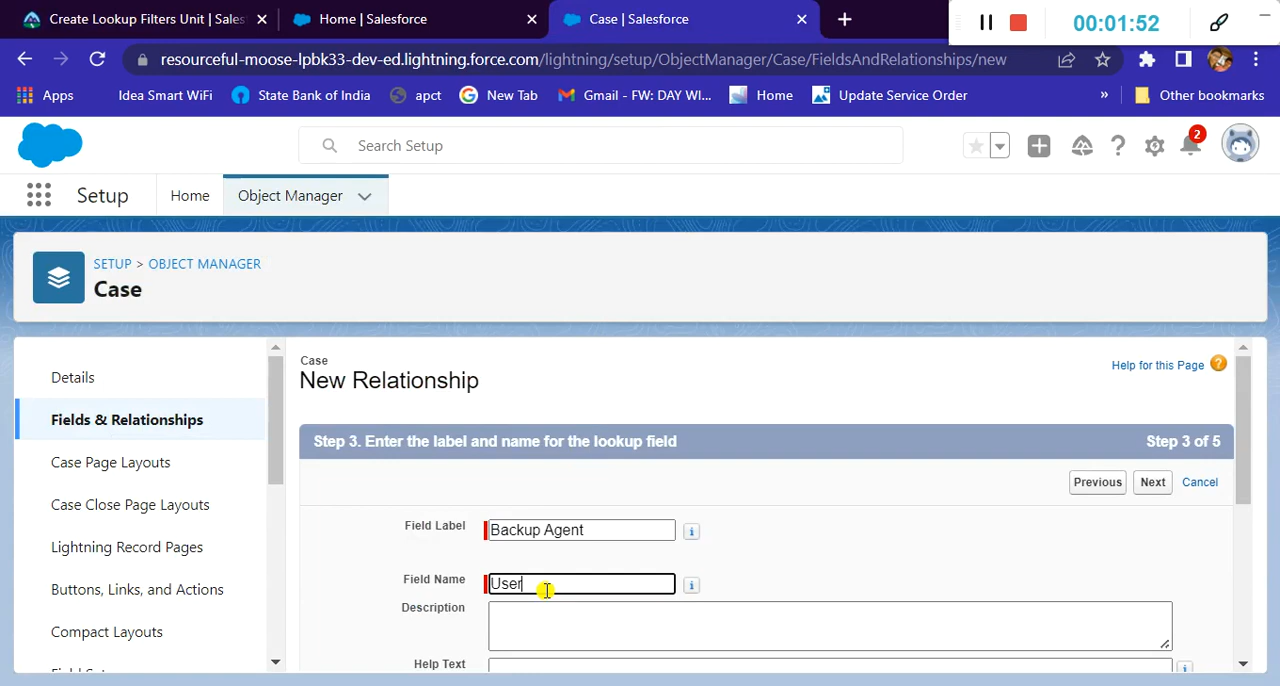 Create Lookup Filters Unit | Sales
Home | Salesforce
Case | Salesforce
00:01:52
resourceful-moose-lpbk33-dev-ed.lightning.force.com/lightning/setup/ObjectManager/Case/FieldsAndRelationships/new
Apps
Idea Smart WiFi
State Bank of India
apct
New Tab
Gmail - FW: DAY WI...
Home
Update Service Order
»
Other bookmarks
Search Setup
2
Setup
Home
Object Manager
SETUP > OBJECT MANAGER
Case
Details
Fields & Relationships
Case Page Layouts
Case Close Page Layouts
Lightning Record Pages
Buttons, Links, and Actions
Compact Layouts
Case
New Relationship
Help for this Page
Step 3. Enter the label and name for the lookup field
Step 3 of 5
Previous
Next
Cancel
Field Label
Backup Agent
Field Name
User
Description
Help Text